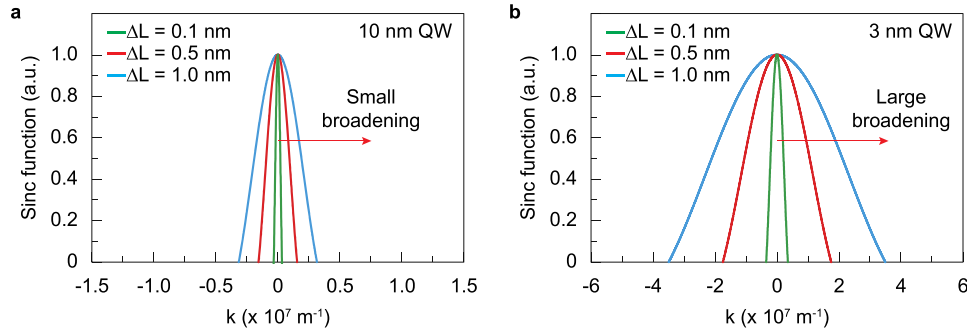 a
ΔL = 0.1 nm
ΔL = 0.5 nm
ΔL = 1.0 nm
10 nm QW
Small
broadening
Sinc function (a.u.)
1.0
0.8
0.6
0.4
0.2
0
-1.5
-1.0
-0.5
0
0.5
1.0
1.5
k (x 10⁷ m⁻¹)
b
ΔL = 0.1 nm
ΔL = 0.5 nm
ΔL = 1.0 nm
3 nm QW
Large
broadening
Sinc function (a.u.)
1.0
0.8
0.6
0.4
0.2
0
-6
-4
-2
0
2
4
6
k (x 10⁷ m⁻¹)